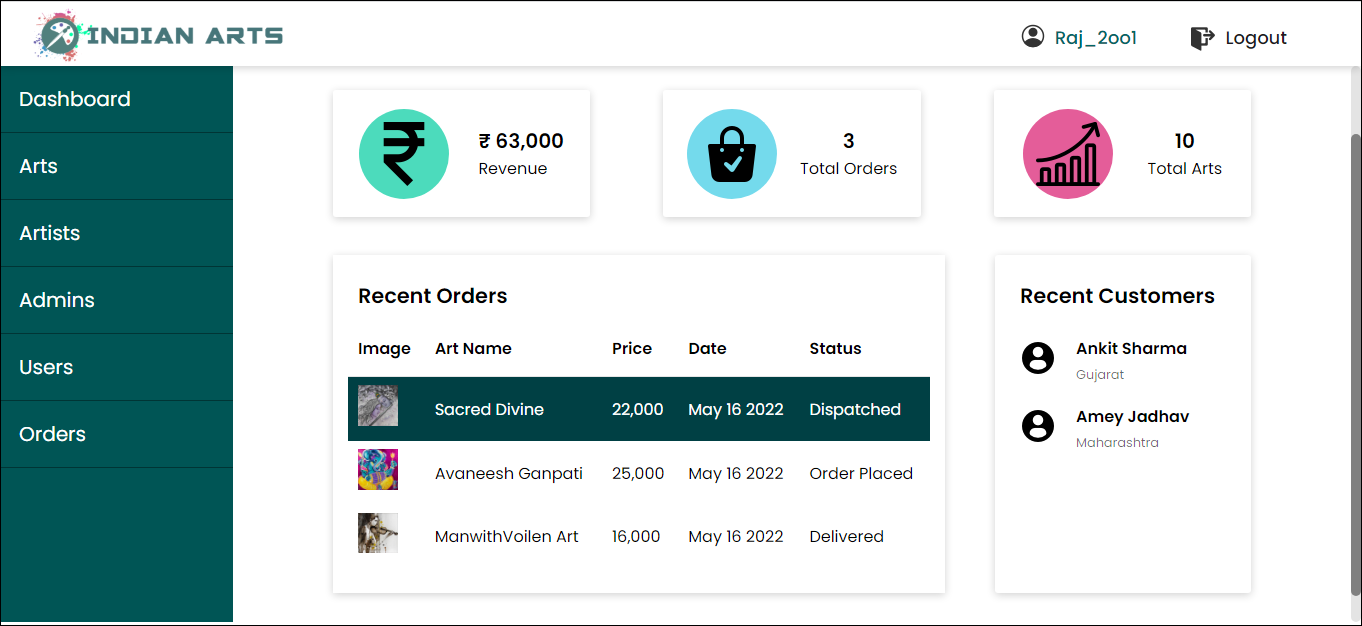 INDIAN ARTS
Raj_2oo1
Logout
Dashboard
Arts
Artists
Admins
Users
Orders
₹ 63,000
Revenue
3
Total Orders
10
Total Arts
Recent Orders
Image Art Name Price Date Status
Sacred Divine 22,000 May 16 2022 Dispatched
Avaneesh Ganpati 25,000 May 16 2022 Order Placed
ManwithVoilen Art 16,000 May 16 2022 Delivered
Recent Customers
Ankit Sharma
Gujarat
Amey Jadhav
Maharashtra